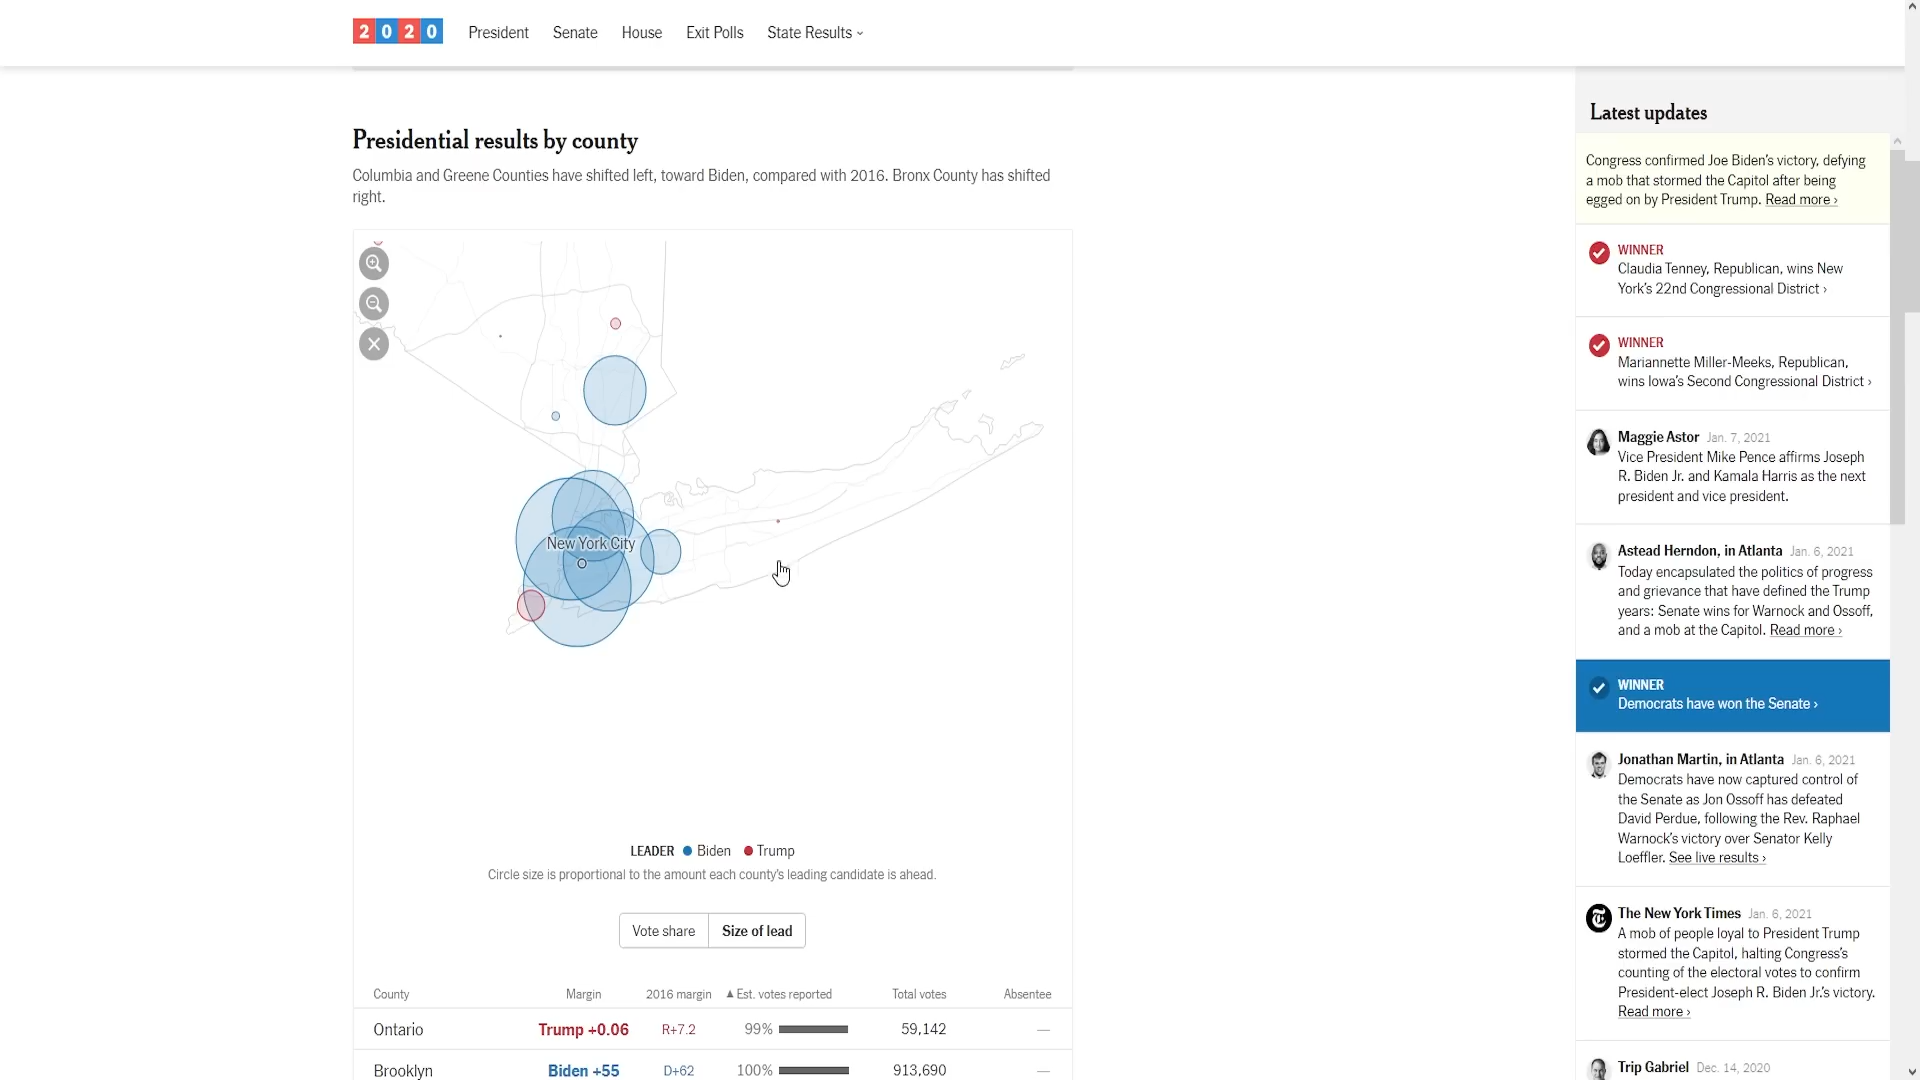 2020 President Senate House Exit Polls State Results
Presidential results by county
Columbia and Greene Counties have shifted left, toward Biden, compared with 2016. Bronx County has shifted
right.
New York City
LEADER Biden Trump
Circle size is proportional to the amount each county's leading candidate is ahead.
Vote share Size of lead
County Margin 2016 margin ▲ Est. votes reported Total votes Absentee
Ontario Trump +0.06 R+7.2 99% 59,142 —
Brooklyn Biden +55 D+62 100% 913,690 —
Latest updates
Congress confirmed Joe Biden's victory, defying
a mob that stormed the Capitol after being
egged on by President Trump. Read more ›
WINNER
Claudia Tenney, Republican, wins New
York's 22nd Congressional District ›
WINNER
Mariannette Miller-Meeks, Republican,
wins Iowa's Second Congressional District ›
Maggie Astor Jan. 7, 2021
Vice President Mike Pence affirms Joseph
R. Biden Jr. and Kamala Harris as the next
president and vice president.
Astead Herndon, in Atlanta Jan. 6, 2021
Today encapsulated the politics of progress
and grievance that have defined the Trump
years: Senate wins for Warnock and Ossoff,
and a mob at the Capitol. Read more ›
WINNER
Democrats have won the Senate ›
Jonathan Martin, in Atlanta Jan. 6, 2021
Democrats have now captured control of
the Senate as Jon Ossoff has defeated
David Perdue, following the Rev. Raphael
Warnock's victory over Senator Kelly
Loeffler. See live results ›
The New York Times Jan. 6, 2021
A mob of people loyal to President Trump
stormed the Capitol, halting Congress's
counting of the electoral votes to confirm
President-elect Joseph R. Biden Jr.'s victory.
Read more ›
Trip Gabriel Dec. 14, 2020